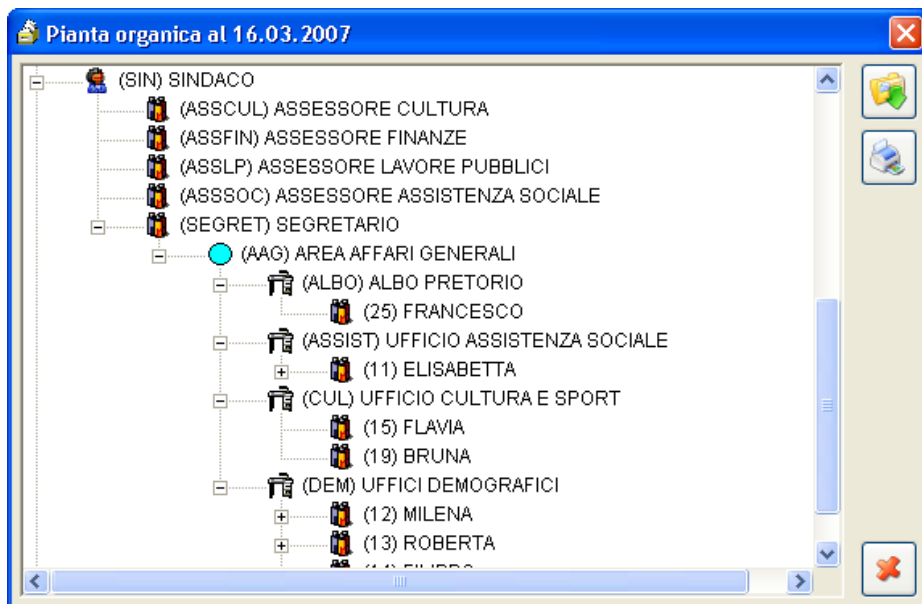 Pianta organica al 16.03.2007
(SIN) SINDACO
(ASSCUL) ASSESSORE CULTURA
(ASSFIN) ASSESSORE FINANZE
(ASSLP) ASSESSORE LAVORE PUBBLICI
(ASSSOC) ASSESSORE ASSISTENZA SOCIALE
(SEGRET) SEGRETARIO
(AAG) AREA AFFARI GENERALI
(ALBO) ALBO PRETORIO
(25) FRANCESCO
(ASSIST) UFFICIO ASSISTENZA SOCIALE
(11) ELISABETTA
(CUL) UFFICIO CULTURA E SPORT
(15) FLAVIA
(19) BRUNA
(DEM) UFFICI DEMOGRAFICI
(12) MILENA
(13) ROBERTA